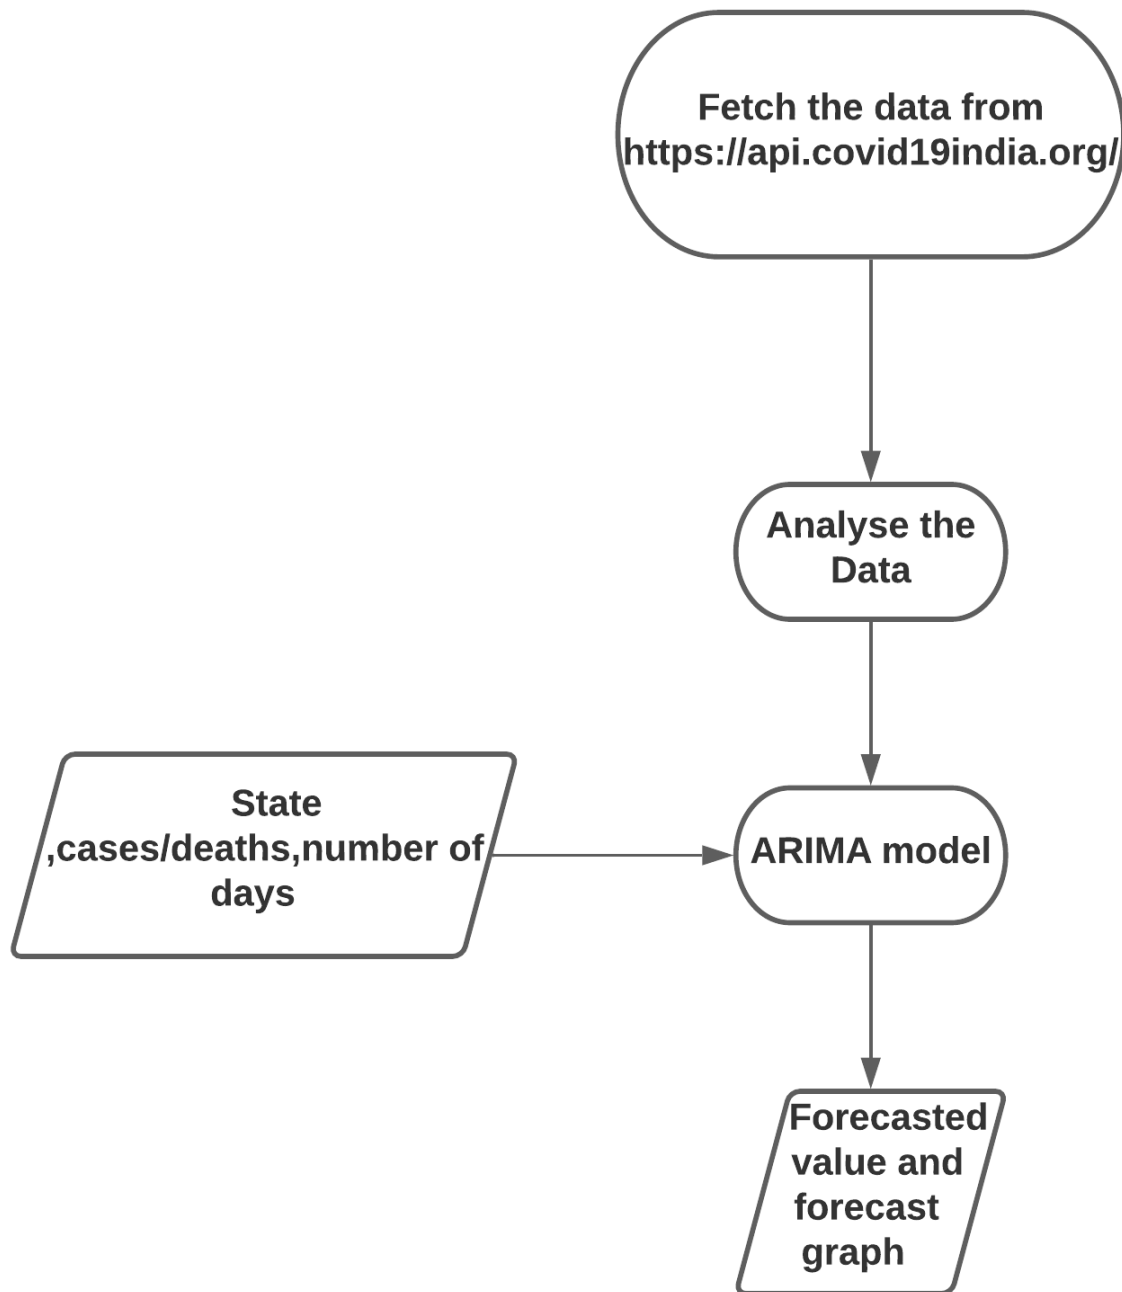 Fetch the data from
https://api.covid19india.org/
Analyse the
Data
State
,cases/deaths,number of
days
ARIMA model
Forecasted
value and
forecast
graph